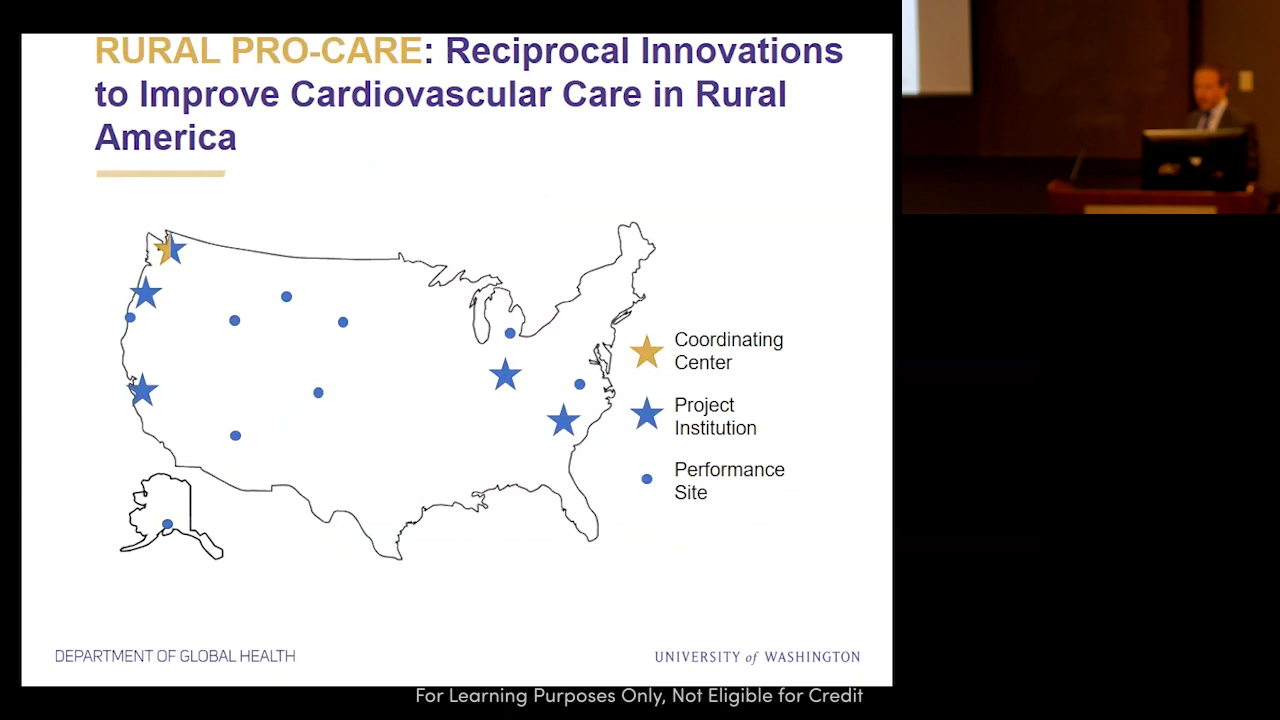 RURAL PRO-CARE: Reciprocal Innovations
to Improve Cardiovascular Care in Rural
America
Coordinating
Center
Project
Institution
Performance
Site
DEPARTMENT OF GLOBAL HEALTH
UNIVERSITY of WASHINGTON
For Learning Purposes Only, Not Eligible for Credit